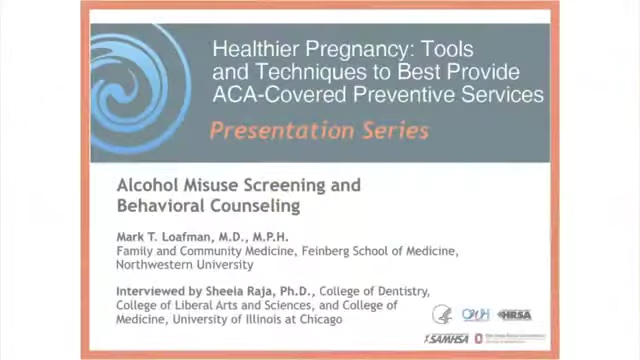 Healthier Pregnancy: Tools
and Techniques to Best Provide
ACA-Covered Preventive Services
Presentation Series
Alcohol Misuse Screening and
Behavioral Counseling
Mark T. Loafman, M.D., M.P.H.
Family and Community Medicine, Feinberg School of Medicine,
Northwestern University
Interviewed by Sheela Raja, Ph.D., College of Dentistry,
College of Liberal Arts and Sciences, and College of
Medicine, University of Illinois at Chicago
OWH
HRSA
SAMHSA